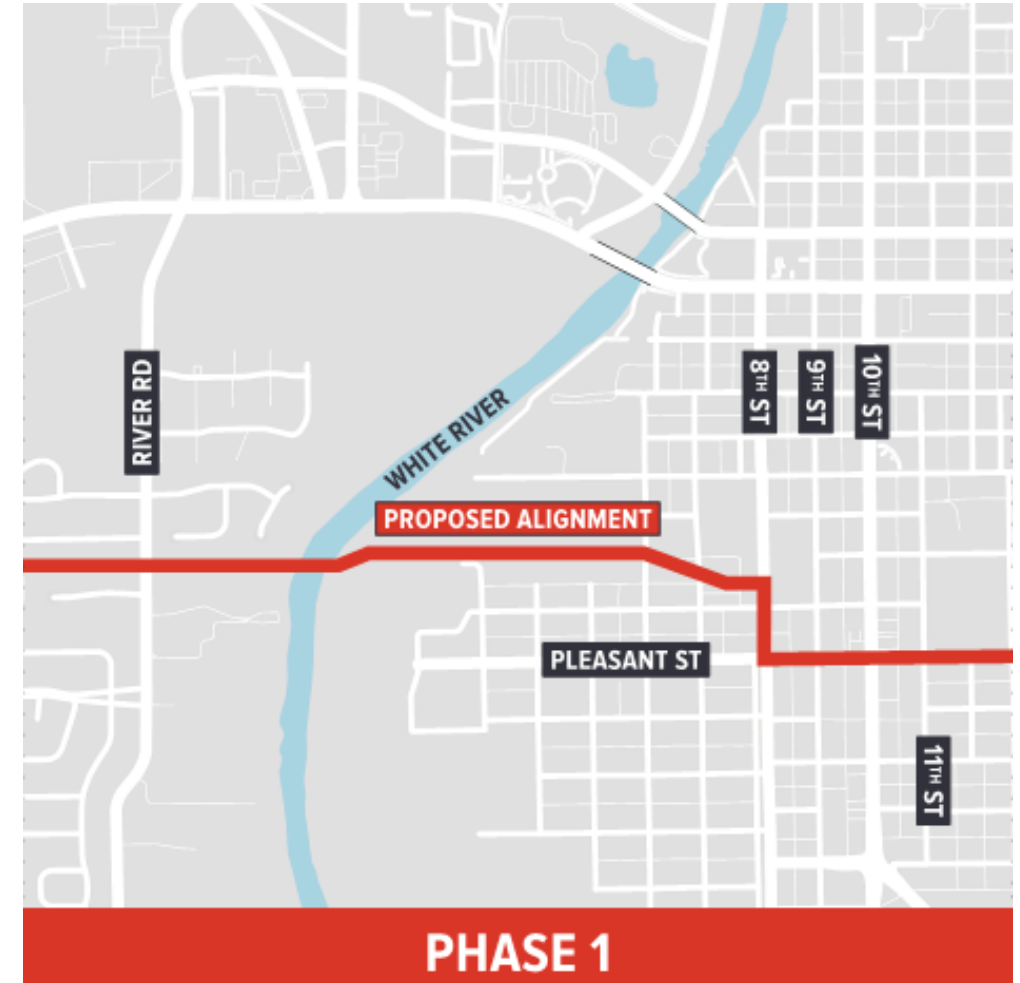 RIVER RD
8TH ST
9TH ST
10TH ST
WHITE RIVER
PROPOSED ALIGNMENT
PLEASANT ST
11TH ST
PHASE 1